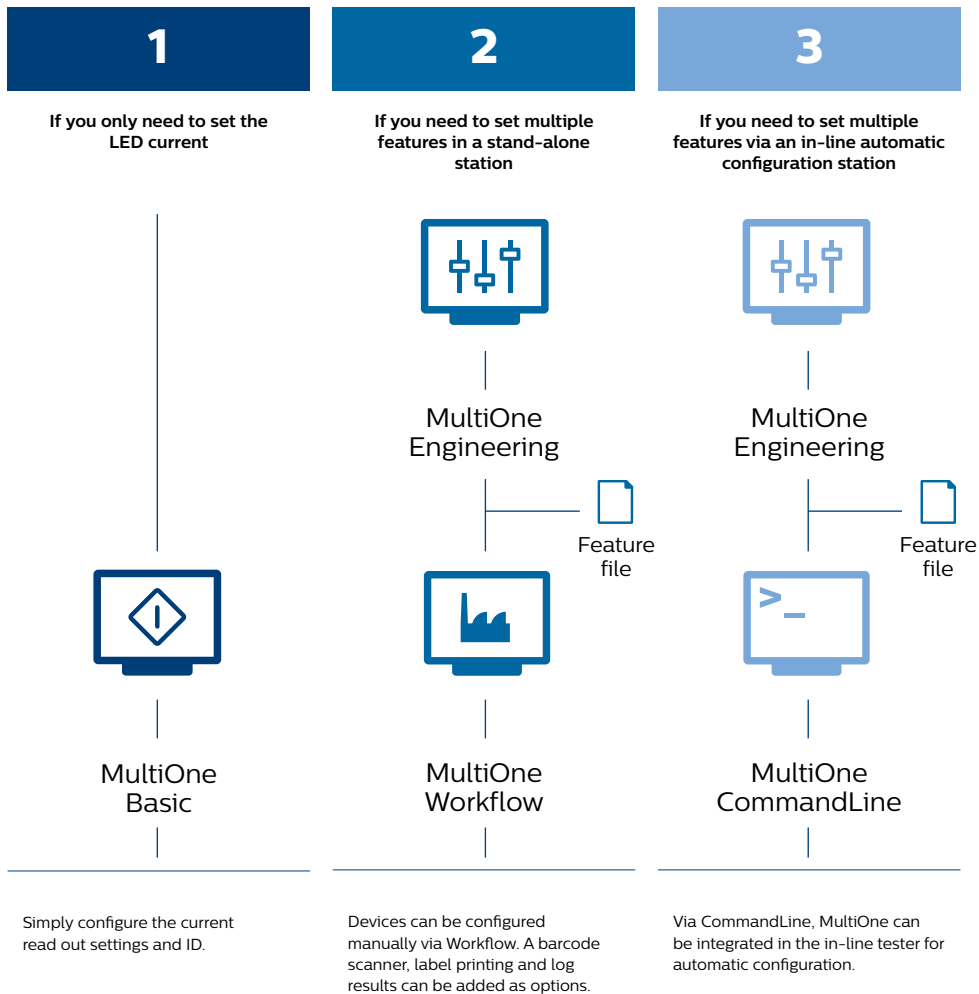 1
If you only need to set the
LED current
MultiOne
Basic
Simply configure the current
read out settings and ID.
2
If you need to set multiple
features in a stand-alone
station
MultiOne
Engineering
Feature
file
MultiOne
Workflow
Devices can be configured
manually via Workflow. A barcode
scanner, label printing and log
results can be added as options.
3
If you need to set multiple
features via an in-line automatic
configuration station
MultiOne
Engineering
Feature
file
>_
MultiOne
CommandLine
Via CommandLine, MultiOne can
be integrated in the in-line tester for
automatic configuration.